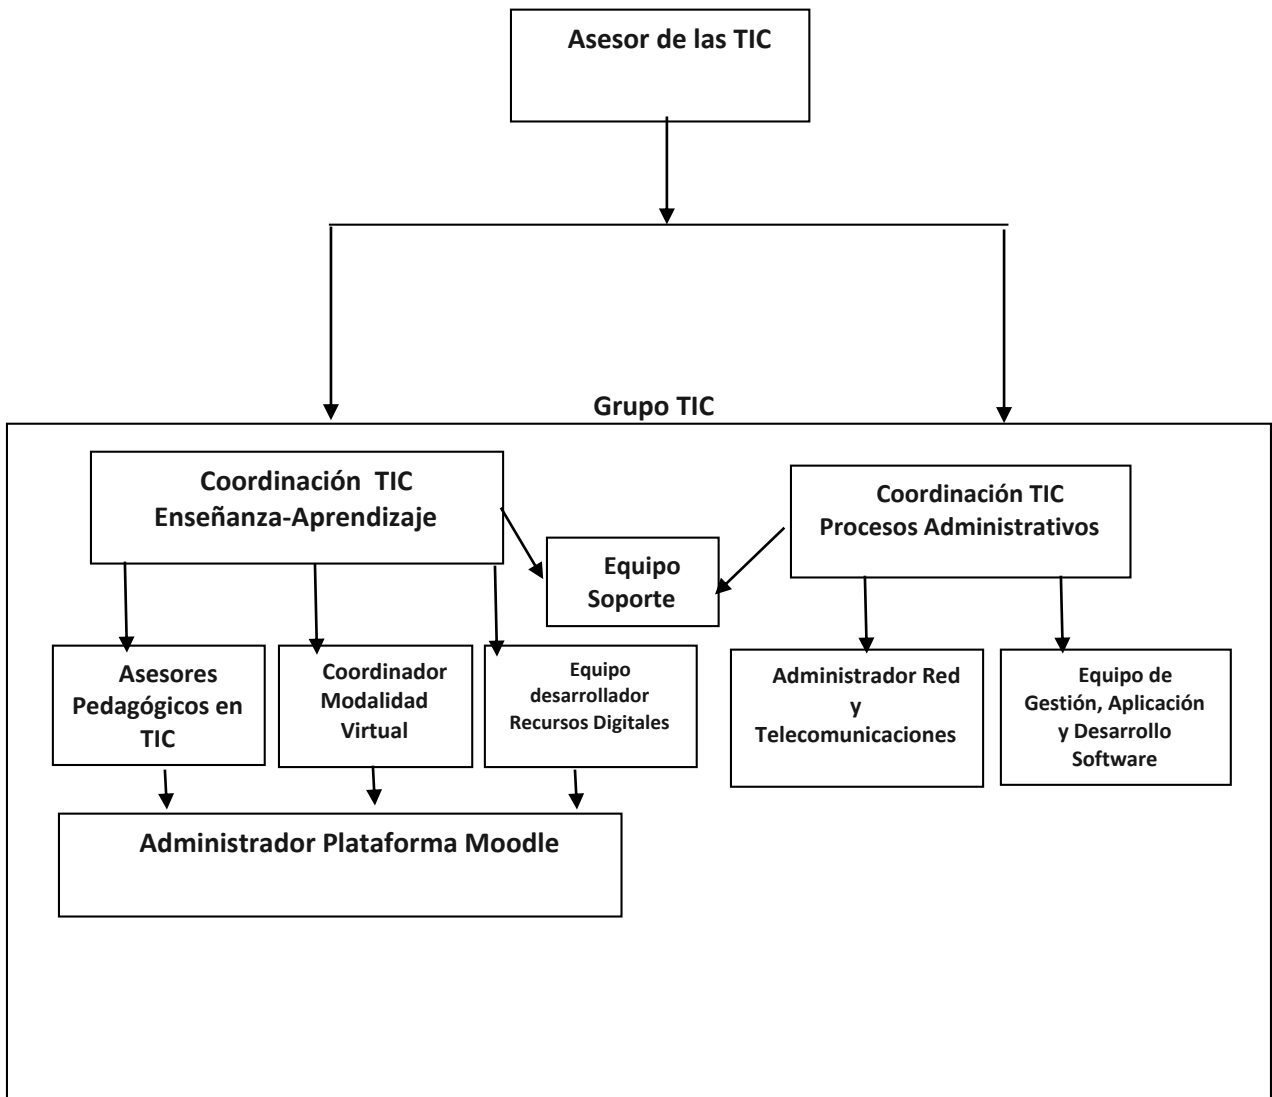 Asesor de las TIC
Grupo TIC
Coordinación TIC
Enseñanza-Aprendizaje
Coordinación TIC
Procesos Administrativos
Equipo
Soporte
Asesores
Pedagógicos en
TIC
Coordinador
Modalidad
Virtual
Equipo
desarrollador
Recursos Digitales
Administrador Red
y
Telecomunicaciones
Equipo de
Gestión, Aplicación
y Desarrollo
Software
Administrador Plataforma Moodle